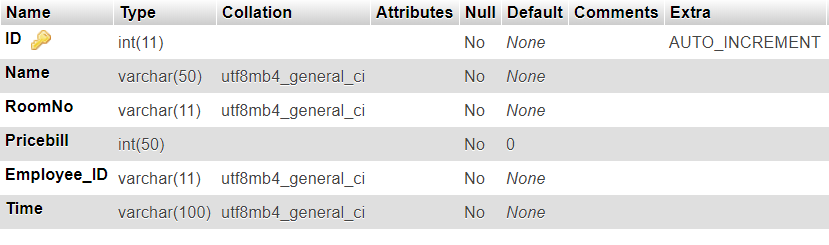 Name Type Collation Attributes Null Default Comments Extra
ID int(11) No None AUTO_INCREMENT
Name varchar(50) utf8mb4_general_ci No None
RoomNo varchar(11) utf8mb4_general_ci No None
Pricebill int(50) No 0
Employee_ID varchar(11) utf8mb4_general_ci No None
Time varchar(100) utf8mb4_general_ci No None